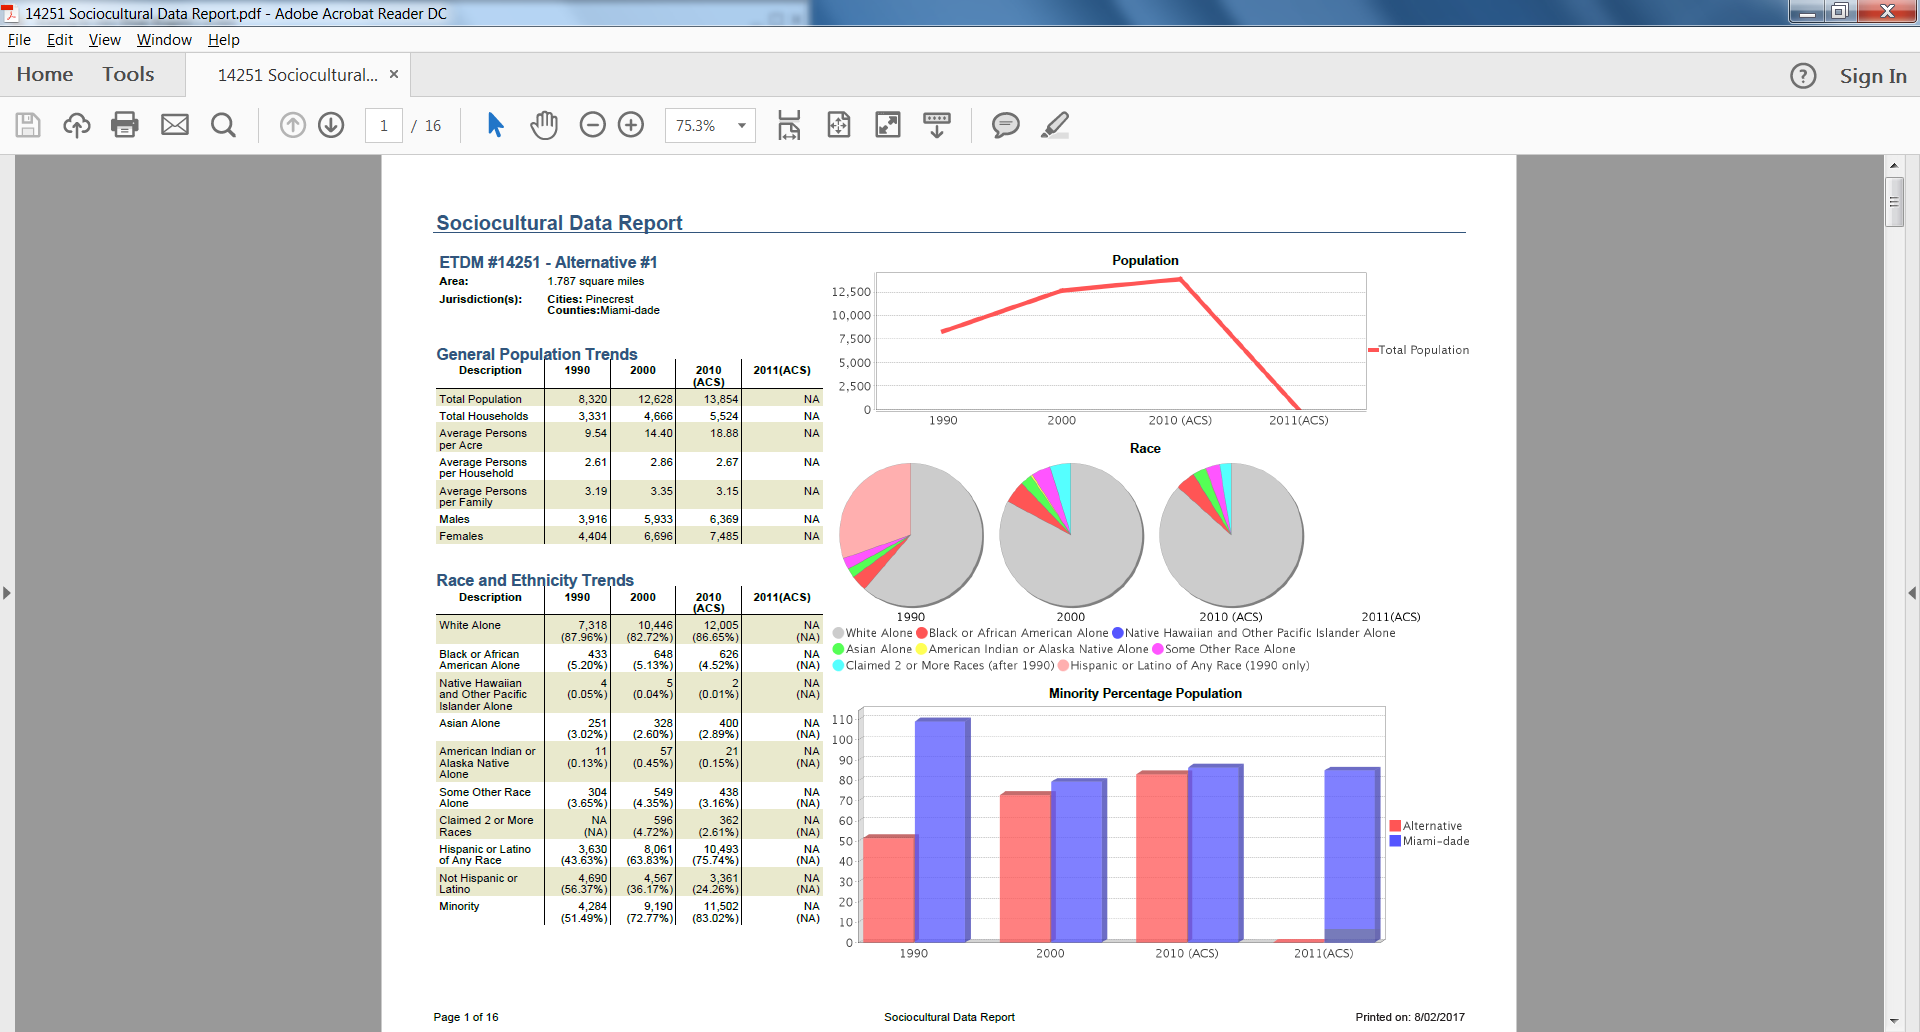 14251 Sociocultural Data Report.pdf - Adobe Acrobat Reader DC
File Edit View Window Help
Home Tools 14251 Sociocultural... × ? Sign In
1 / 16 75.3%
Sociocultural Data Report
ETDM #14251 - Alternative #1
Area: 1.787 square miles
Jurisdiction(s): Cities: Pinecrest
Counties:Miami-dade
General Population Trends
Description 1990 2000 2010 (ACS) 2011(ACS)
Total Population 8,320 12,628 13,854 NA
Total Households 3,331 4,666 5,524 NA
Average Persons per Acre 9.54 14.40 18.88 NA
Average Persons per Household 2.61 2.86 2.67 NA
Average Persons per Family 3.19 3.35 3.15 NA
Males 3,916 5,933 6,369 NA
Females 4,404 6,696 7,485 NA
Race and Ethnicity Trends
Description 1990 2000 2010 (ACS) 2011(ACS)
White Alone 7,318 10,446 12,005 NA
(87.96%) (82.72%) (86.65%) (NA)
Black or African 433 648 626 NA
American Alone (5.20%) (5.13%) (4.52%) (NA)
Native Hawaiian 4 5 2 NA
and Other Pacific (0.05%) (0.04%) (0.01%) (NA)
Islander Alone
Asian Alone 251 328 400 NA
(3.02%) (2.60%) (2.89%) (NA)
American Indian or 11 57 21 NA
Alaska Native (0.13%) (0.45%) (0.15%) (NA)
Alone
Some Other Race 304 549 438 NA
Alone (3.65%) (4.35%) (3.16%) (NA)
Claimed 2 or More NA 596 362 NA
Races (NA) (4.72%) (2.61%) (NA)
Hispanic or Latino 3,630 8,061 10,493 NA
of Any Race (43.63%) (63.83%) (75.74%) (NA)
Not Hispanic or 4,690 4,567 3,361 NA
Latino (56.37%) (36.17%) (24.26%) (NA)
Minority 4,284 9,190 11,502 NA
(51.49%) (72.77%) (83.02%) (NA)
Population
12,500
10,000
7,500
5,000
2,500
0
1990 2000 2010 (ACS) 2011(ACS)
Total Population
Race
1990 2000 2010 (ACS) 2011(ACS)
White Alone Black or African American Alone Native Hawaiian and Other Pacific Islander Alone
Asian Alone American Indian or Alaska Native Alone Some Other Race Alone
Claimed 2 or More Races (after 1990) Hispanic or Latino of Any Race (1990 only)
Minority Percentage Population
110
100
90
80
70
60
50
40
30
20
10
0
1990 2000 2010 (ACS) 2011(ACS)
Alternative
Miami-dade
Page 1 of 16 Sociocultural Data Report Printed on: 8/02/2017